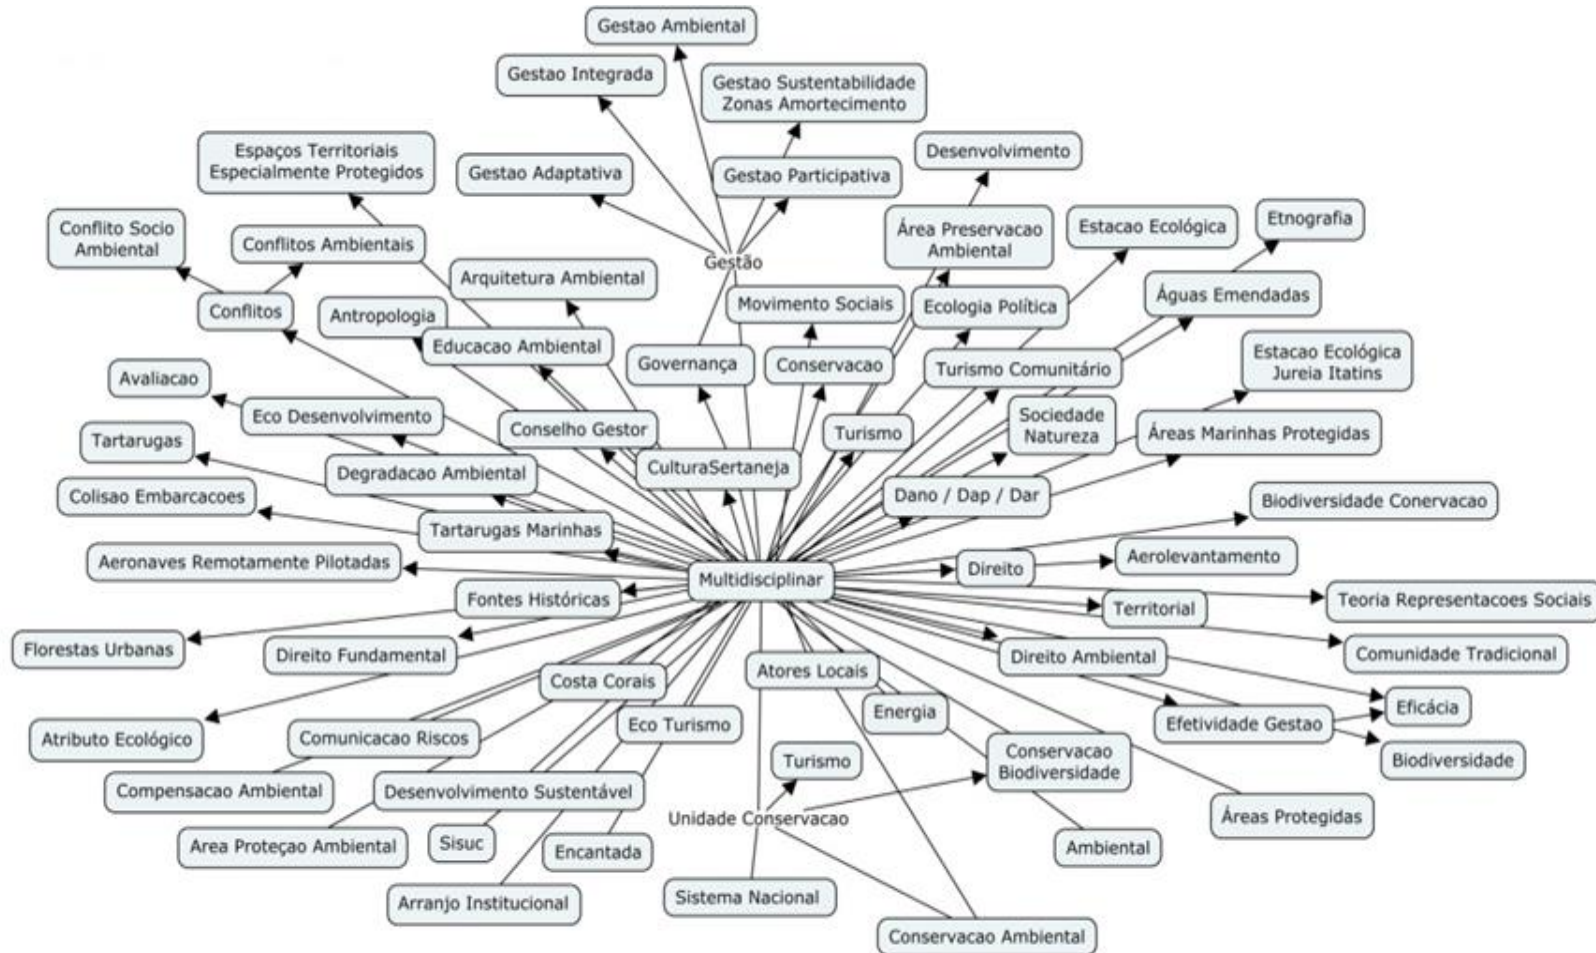 Gestao Ambiental
Gestao Integrada
Gestao Sustentabilidade
Zonas Amortecimento
Espaços Territoriais
Especialmente Protegidos
Desenvolvimento
Gestao Adaptativa
Gestao Participativa
Conflito Socio
Ambiental
Conflitos Ambientais
Área Preservacao
Ambiental
Estacao Ecológica
Etnografia
Gestão
Arquitetura Ambiental
Conflitos
Antropologia
Movimento Sociais
Ecologia Política
Águas Emendadas
Educacao Ambiental
Governança
Conservacao
Turismo Comunitário
Estacao Ecológica
Jureia Itatins
Avaliacao
Eco Desenvolvimento
Conselho Gestor
Turismo
Sociedade
Natureza
Áreas Marinhas Protegidas
Tartarugas
Degradacao Ambiental
CulturaSertaneja
Colisao Embarcacoes
Dano / Dap / Dar
Biodiversidade Conervacao
Tartarugas Marinhas
Aeronaves Remotamente Pilotadas
Multidisciplinar
Direito
Aerolevantamento
Fontes Históricas
Territorial
Teoria Representacoes Sociais
Florestas Urbanas
Direito Fundamental
Costa Corais
Atores Locais
Direito Ambiental
Comunidade Tradicional
Atributo Ecológico
Comunicacao Riscos
Eco Turismo
Energia
Efetividade Gestao
Eficácia
Compensacao Ambiental
Desenvolvimento Sustentável
Turismo
Conservacao
Biodiversidade
Biodiversidade
Unidade Conservacao
Áreas Protegidas
Area Proteçao Ambiental
Sisuc
Encantada
Ambiental
Arranjo Institucional
Sistema Nacional
Conservacao Ambiental